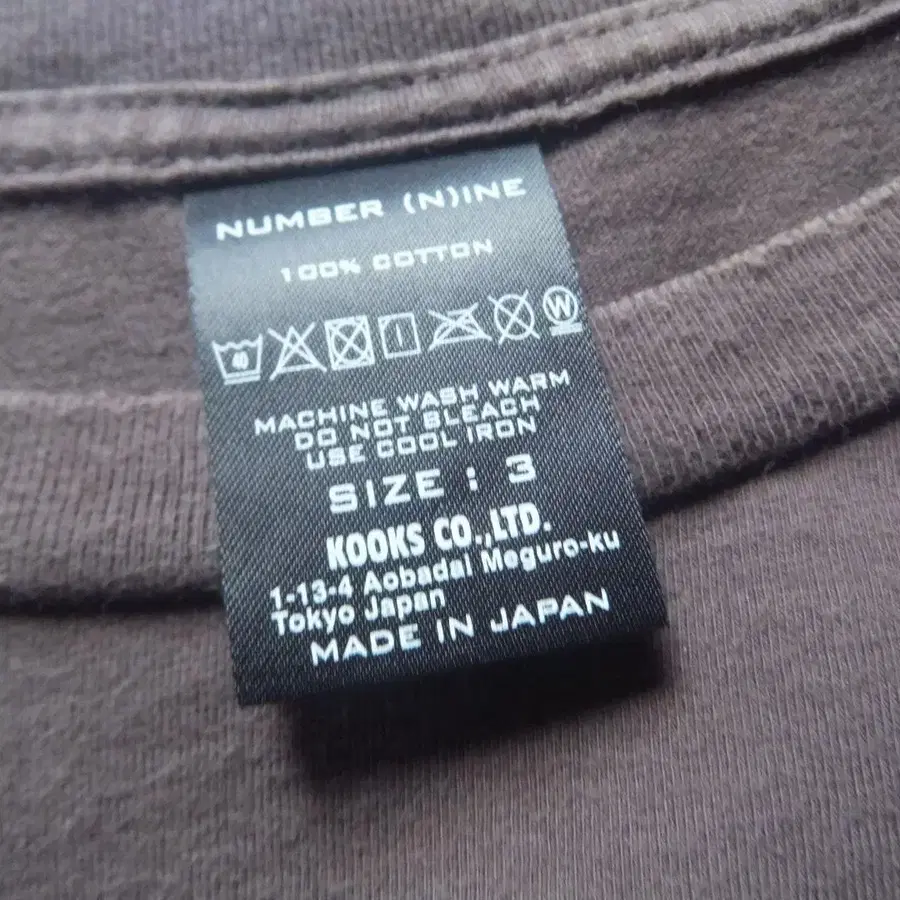 NUMBER (N)INE
100% COTTON
40
W
MACHINE WASH WARM
DO NOT BLEACH
USE COOL IRON
SIZE : 3
KOOKS CO.,LTD.
1-13-4 Aobadai Meguro-ku
Tokyo Japan
MADE IN JAPAN